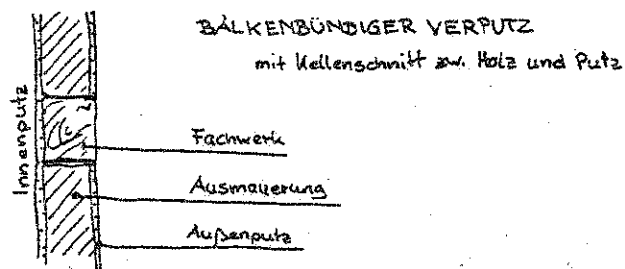 BALKENBÜNDIGER VERPUTZ
mit Kellenschnitt zw. Holz und Putz
Innenputz
Fachwerk
Ausmauerung
Außenputz